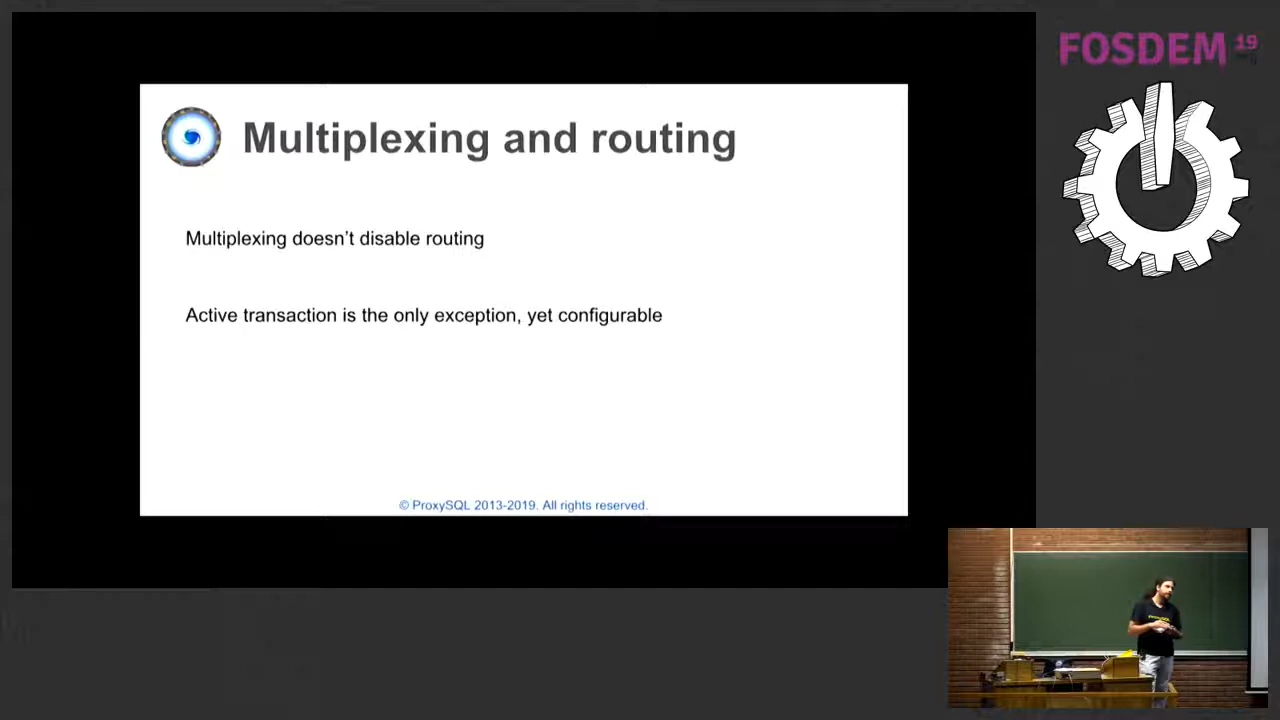 FOSDEM 19
Multiplexing and routing
Multiplexing doesn't disable routing
Active transaction is the only exception, yet configurable
© ProxySQL 2013-2019. All rights reserved.